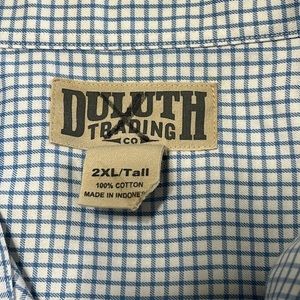 DULUTH
TRADING
CO
2XL/Tall
100% COTTON
MADE IN INDONE